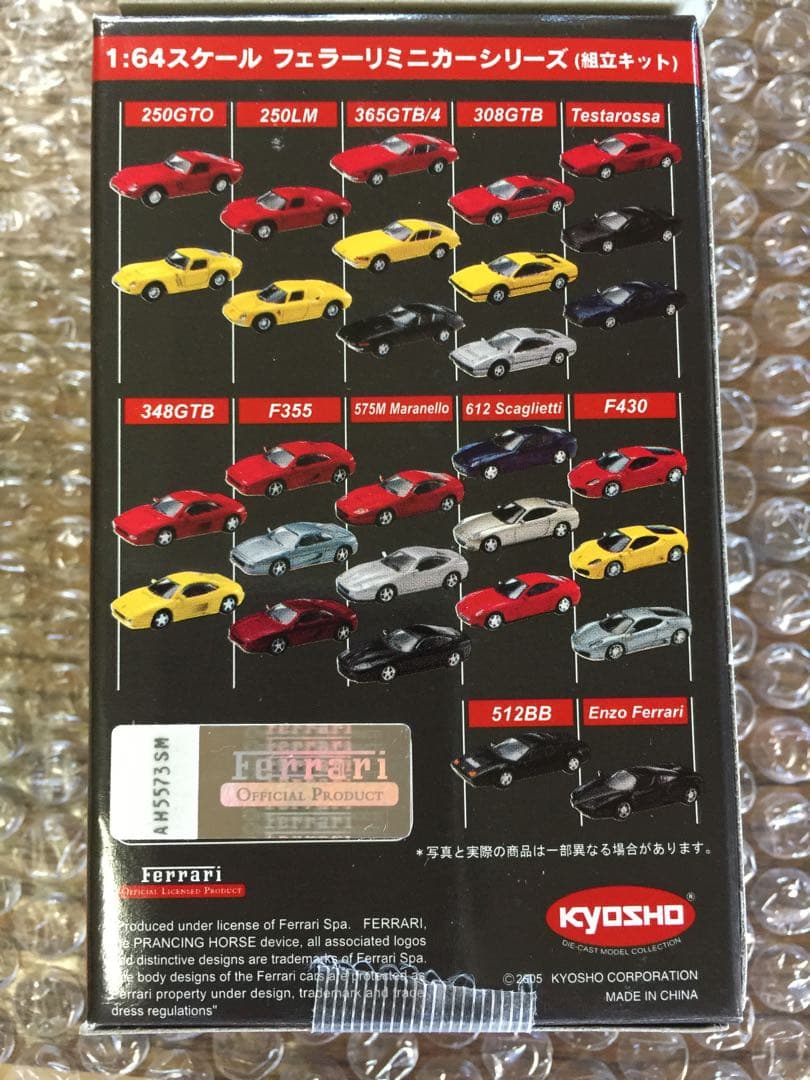 1:64スケール フェラーリミニカーシリーズ(組立キット)
250GTO 250LM 365GTB/4 308GTB Testarossa
348GTB F355 575M Maranello 612 Scaglietti F430
512BB Enzo Ferrari
AH5573SM
Ferrari
OFFICIAL PRODUCT
*写真と実際の商品は一部異なる場合があります。
Ferrari
OFFICIAL LICENSED PRODUCT
KYOSHO®
DIE-CAST MODEL COLLECTION
Produced under license of Ferrari Spa. FERRARI,
the PRANCING HORSE device, all associated logos
and distinctive designs are trademarks of Ferrari Spa.
The body designs of the Ferrari cars are protected as
Ferrari property under design, trademark and trade
dress regulations"
©2005 KYOSHO CORPORATION
MADE IN CHINA